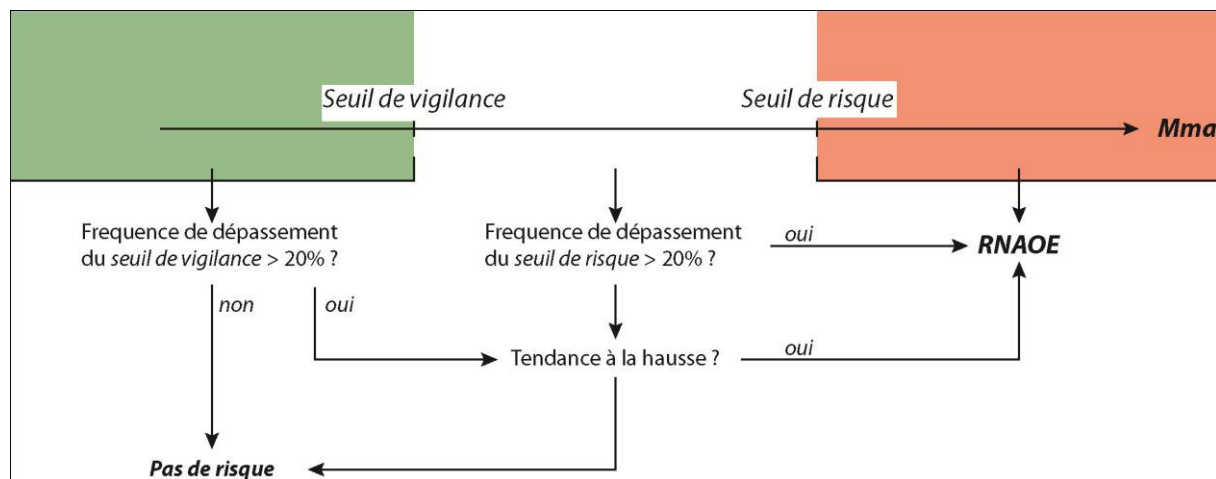 Seuil de vigilance
Seuil de risque
Mma
Frequence de dépassement
du seuil de vigilance > 20% ?
Frequence de dépassement
du seuil de risque > 20% ?
oui
RNAOE
non
oui
Tendance à la hausse ?
oui
Pas de risque